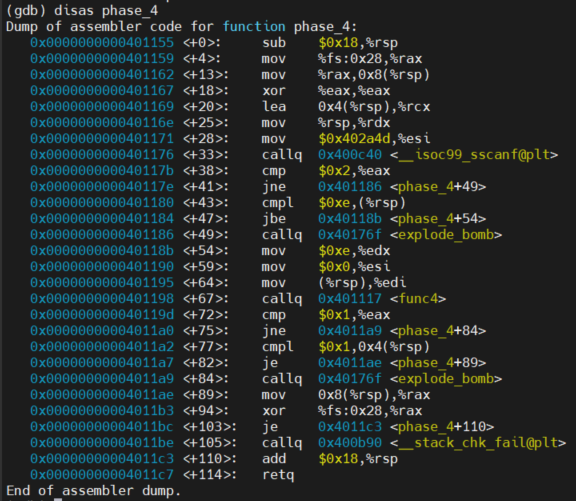 (gdb) disas phase_4
Dump of assembler code for function phase_4:
0x0000000000401155 <+0>: sub $0x18,%rsp
0x0000000000401159 <+4>: mov %fs:0x28,%rax
0x0000000000401162 <+13>: mov %rax,0x8(%rsp)
0x0000000000401167 <+18>: xor %eax,%eax
0x0000000000401169 <+20>: lea 0x4(%rsp),%rcx
0x000000000040116e <+25>: mov %rsp,%rdx
0x0000000000401171 <+28>: mov $0x402a4d,%esi
0x0000000000401176 <+33>: callq 0x400c40 <__isoc99_sscanf@plt>
0x000000000040117b <+38>: cmp $0x2,%eax
0x000000000040117e <+41>: jne 0x401186 <phase_4+49>
0x0000000000401180 <+43>: cmpl $0xe,(%rsp)
0x0000000000401184 <+47>: jbe 0x40118b <phase_4+54>
0x0000000000401186 <+49>: callq 0x40176f <explode_bomb>
0x000000000040118b <+54>: mov $0xe,%edx
0x0000000000401190 <+59>: mov $0x0,%esi
0x0000000000401195 <+64>: mov (%rsp),%edi
0x0000000000401198 <+67>: callq 0x401117 <func4>
0x000000000040119d <+72>: cmp $0x1,%eax
0x00000000004011a0 <+75>: jne 0x4011a9 <phase_4+84>
0x00000000004011a2 <+77>: cmpl $0x1,0x4(%rsp)
0x00000000004011a7 <+82>: je 0x4011ae <phase_4+89>
0x00000000004011a9 <+84>: callq 0x40176f <explode_bomb>
0x00000000004011ae <+89>: mov 0x8(%rsp),%rax
0x00000000004011b3 <+94>: xor %fs:0x28,%rax
0x00000000004011bc <+103>: je 0x4011c3 <phase_4+110>
0x00000000004011be <+105>: callq 0x400b90 <__stack_chk_fail@plt>
0x00000000004011c3 <+110>: add $0x18,%rsp
0x00000000004011c7 <+114>: retq
End of assembler dump.